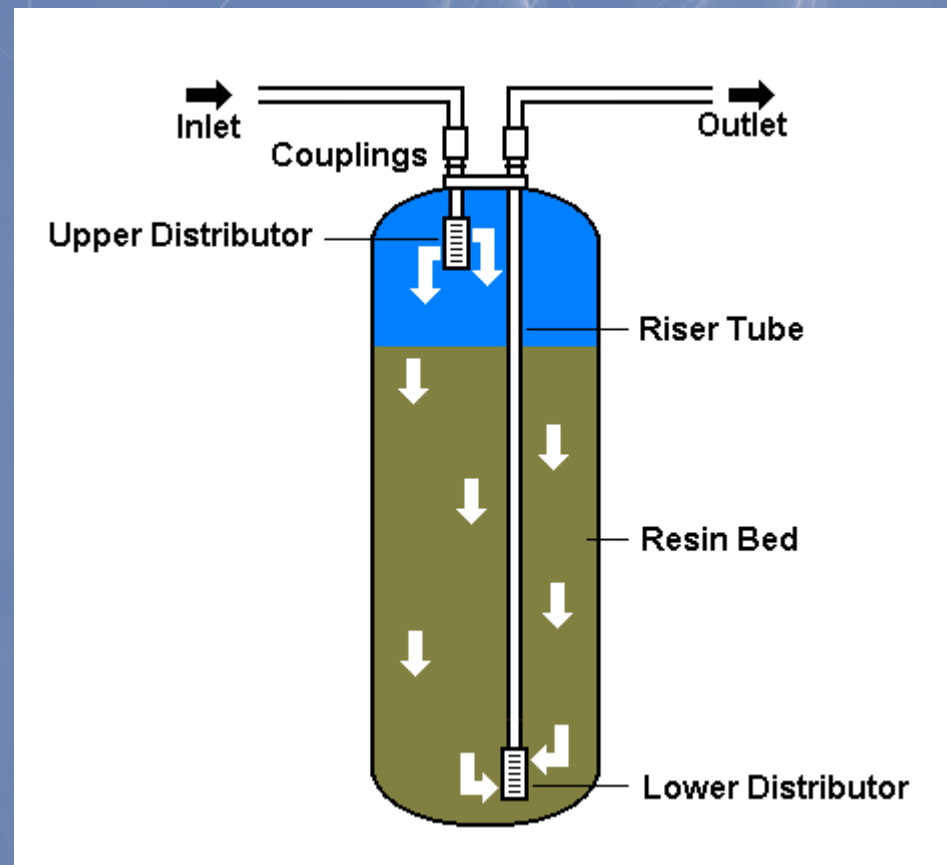 Inlet
Outlet
Couplings
Upper Distributor
Riser Tube
Resin Bed
Lower Distributor